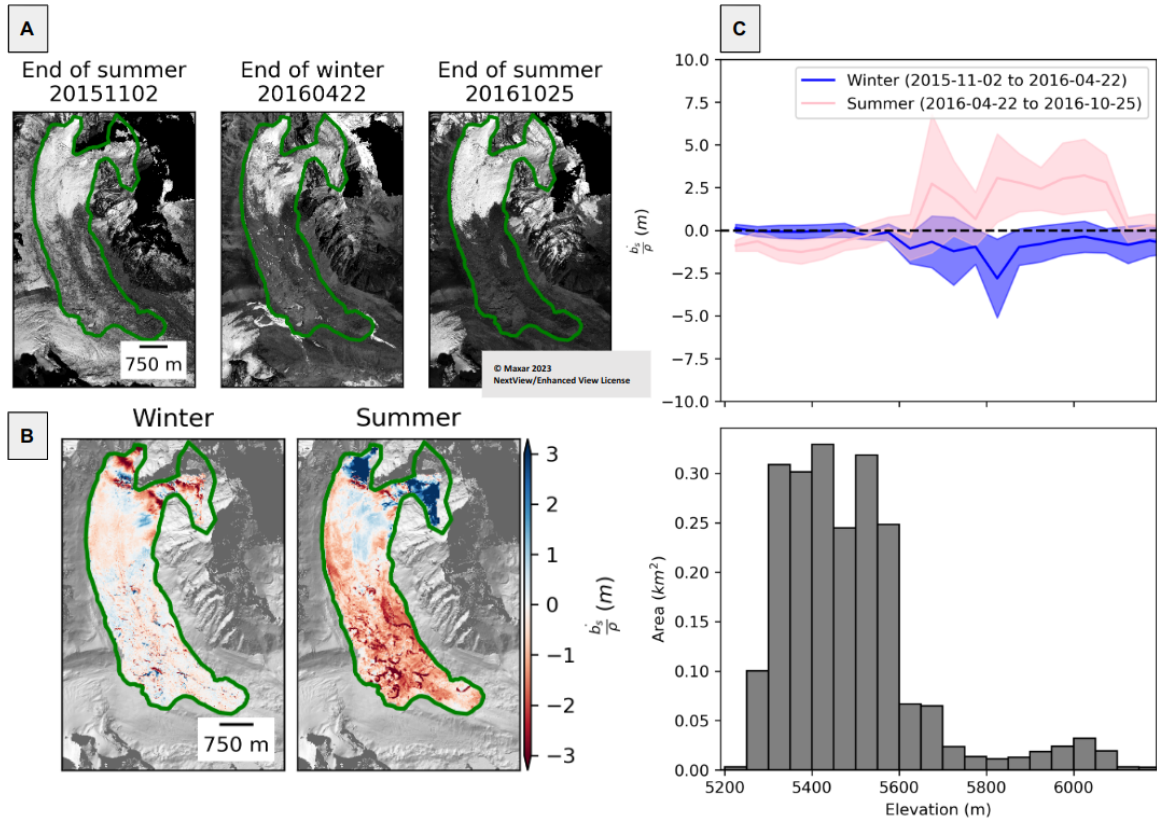 A
End of summer
20151102
End of winter
20160422
End of summer
20161025
750 m
© Maxar 2023
NextView/Enhanced View License
B
Winter
Summer
750 m
3
2
1
0
−1
−2
−3
ḃs/ρ (m)
C
Winter (2015-11-02 to 2016-04-22)
Summer (2016-04-22 to 2016-10-25)
10.0
7.5
5.0
2.5
0.0
−2.5
−5.0
−7.5
−10.0
ḃs/ρ (m)
0.30
0.25
0.20
0.15
0.10
0.05
0.00
Area (km²)
5200
5400
5600
5800
6000
Elevation (m)